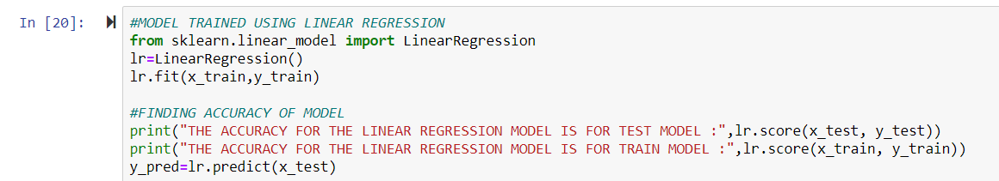 In [20]:
#MODEL TRAINED USING LINEAR REGRESSION
from sklearn.linear_model import LinearRegression
lr=LinearRegression()
lr.fit(x_train,y_train)
#FINDING ACCURACY OF MODEL
print("THE ACCURACY FOR THE LINEAR REGRESSION MODEL IS FOR TEST MODEL :",lr.score(x_test, y_test))
print("THE ACCURACY FOR THE LINEAR REGRESSION MODEL IS FOR TRAIN MODEL :",lr.score(x_train, y_train))
y_pred=lr.predict(x_test)